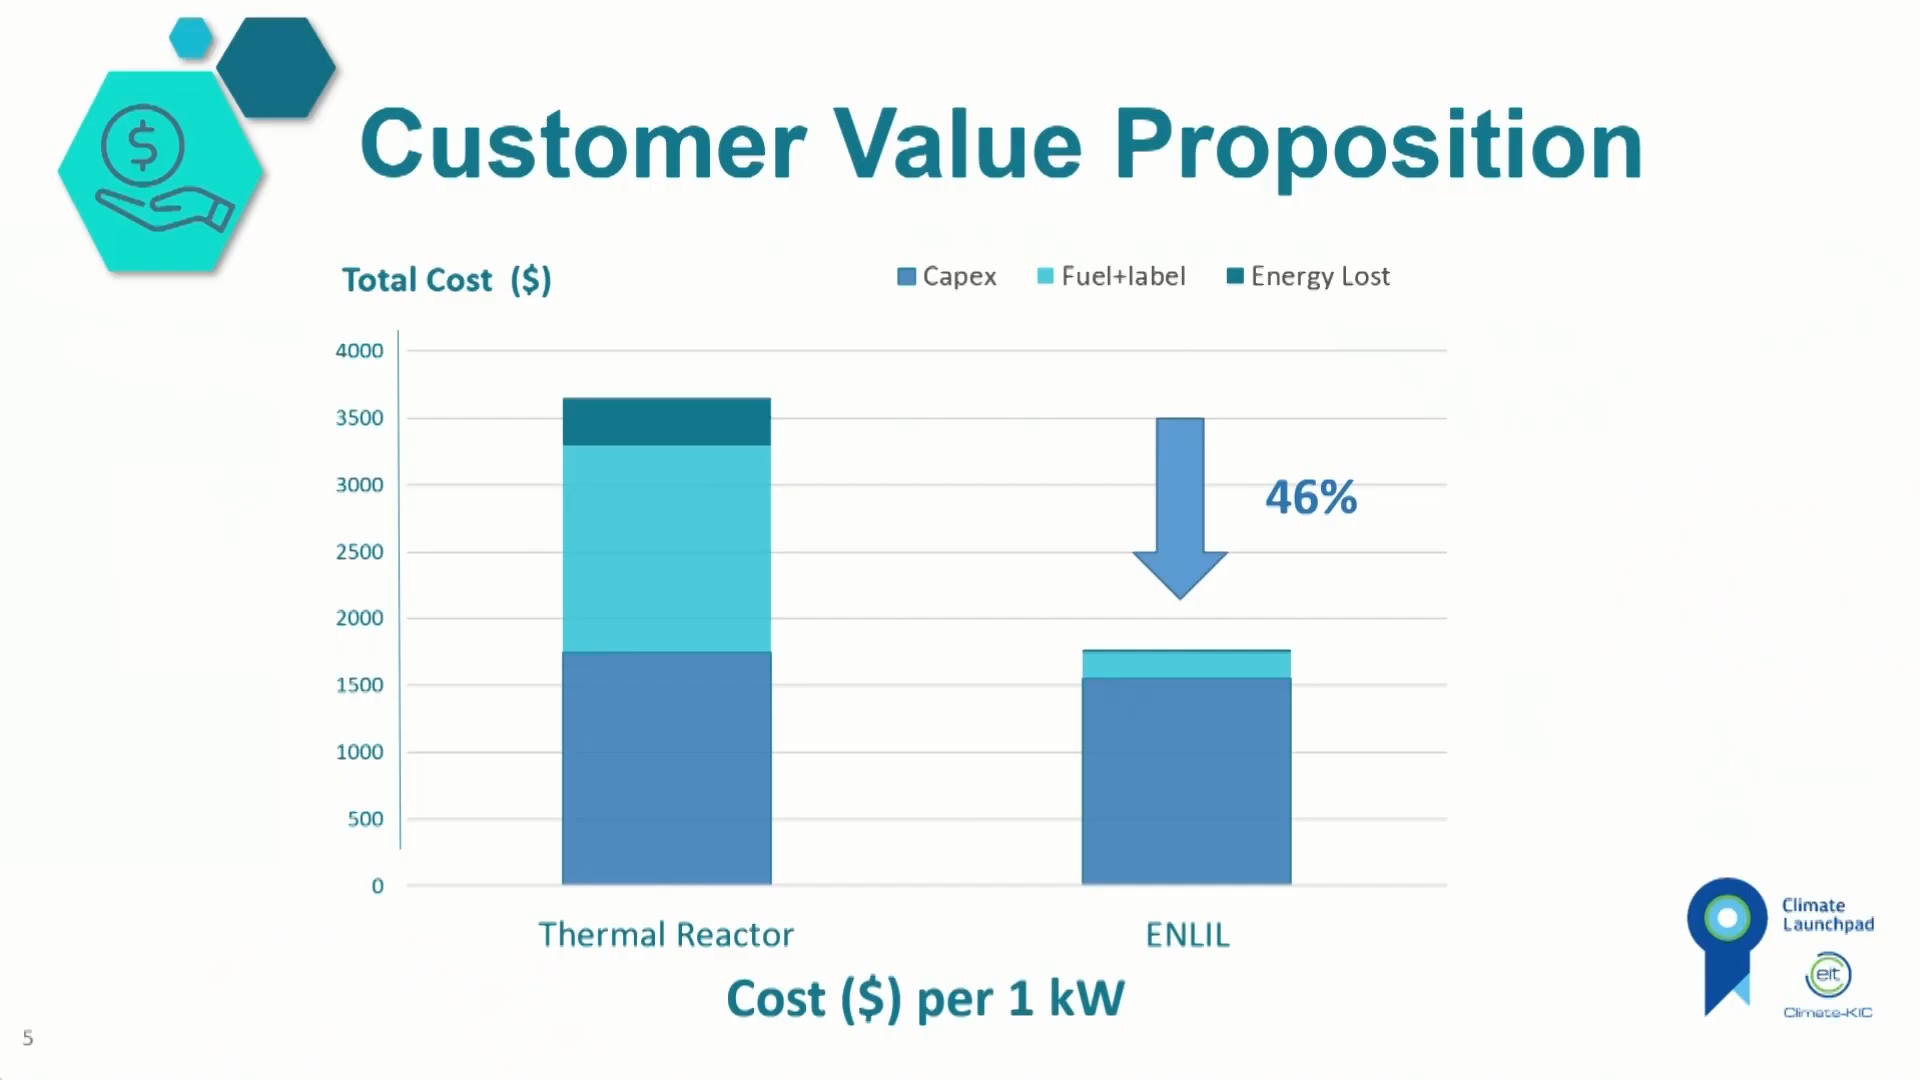 $
Customer Value Proposition
Total Cost ($)
Capex Fuel+label Energy Lost
4000
3500
3000
2500
2000
1500
1000
500
0
46%
Thermal Reactor ENLIL
Cost ($) per 1 kW
Climate
Launchpad
eit
Climate-KIC
5